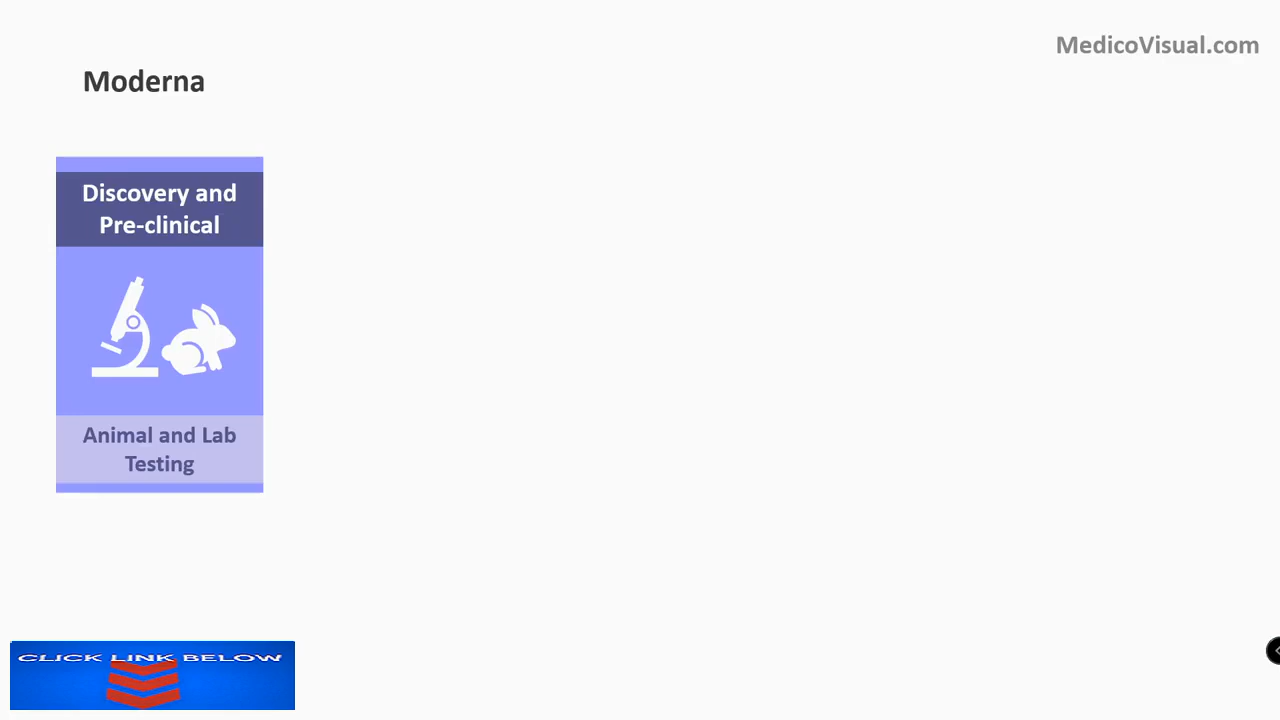 MedicoVisual.com
Moderna
Discovery and
Pre-clinical
Animal and Lab
Testing
CLICK LINK BELOW